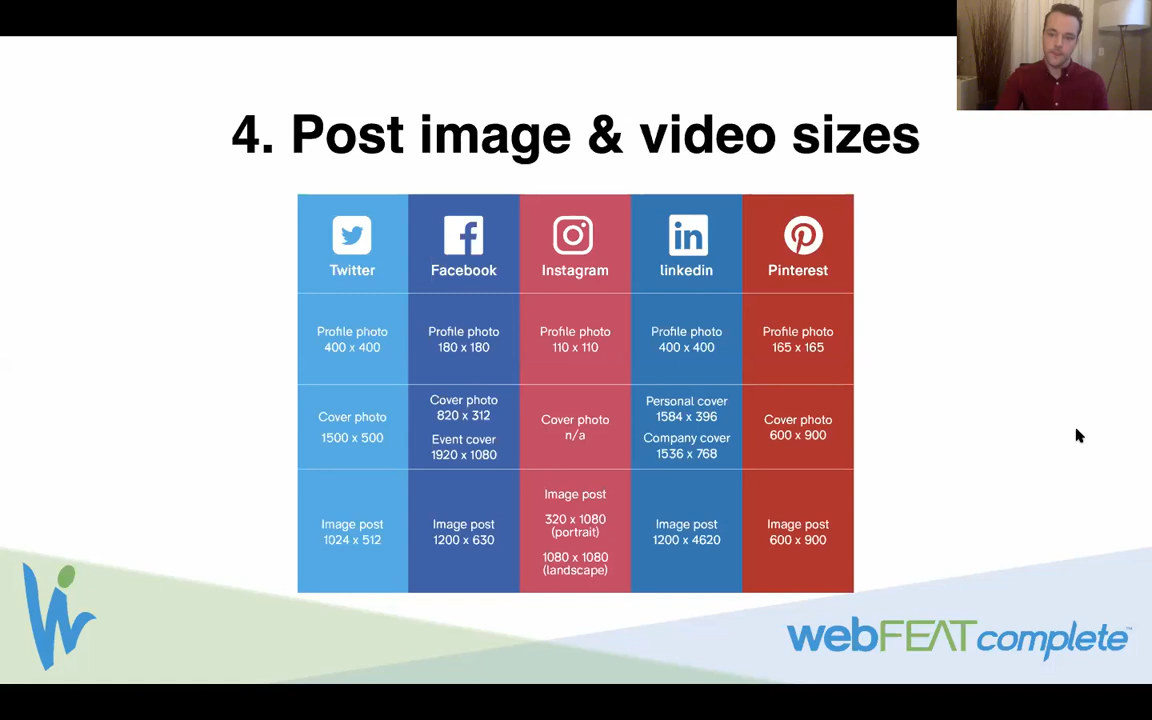 4. Post image & video sizes
Twitter
Facebook
Instagram
linkedin
Pinterest
Profile photo
400 x 400
Profile photo
180 x 180
Profile photo
110 x 110
Profile photo
400 x 400
Profile photo
165 x 165
Cover photo
1500 x 500
Cover photo
820 x 312
Event cover
1920 x 1080
Cover photo
n/a
Personal cover
1584 x 396
Company cover
1536 x 768
Cover photo
600 x 900
Image post
1024 x 512
Image post
1200 x 630
Image post
320 x 1080
(portrait)
1080 x 1080
(landscape)
Image post
1200 x 4620
Image post
600 x 900
webFEAT complete™